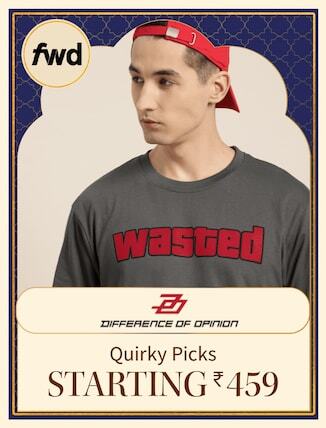 fwd
wasted
DIFFERENCE OF OPINION
Quirky Picks
STARTING ₹459